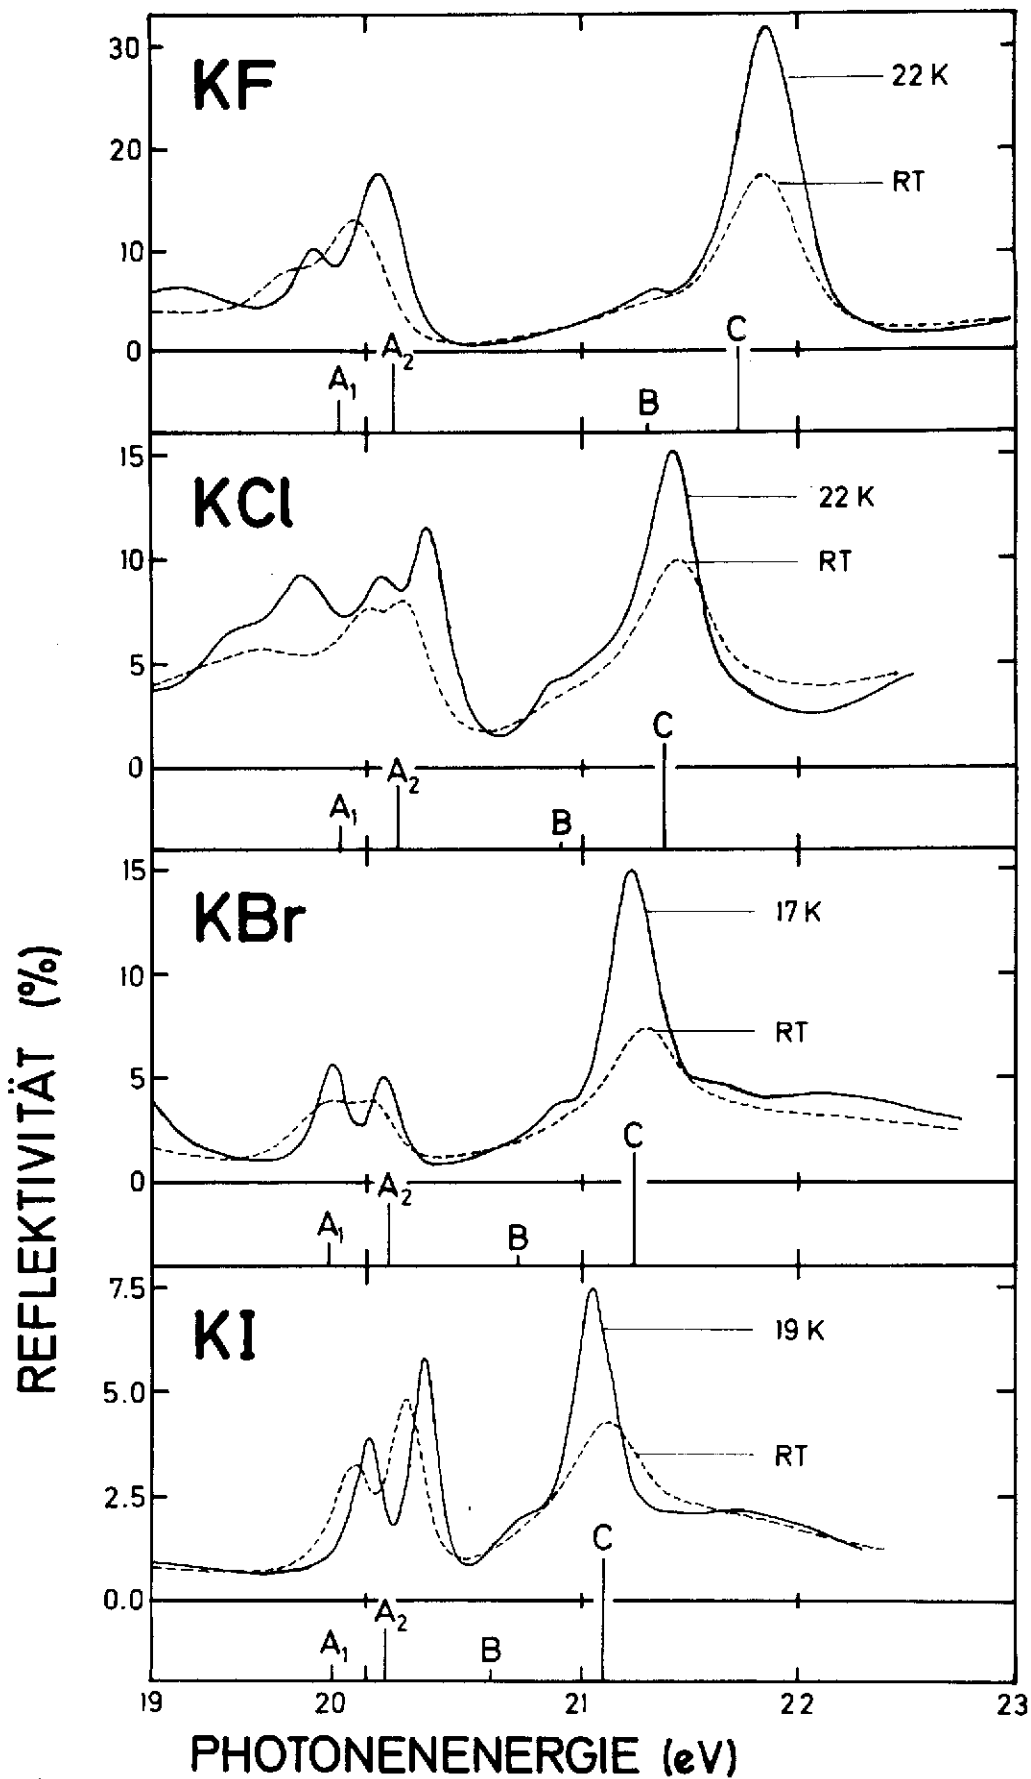 30
KF
22 K
20
RT
10
0
A₂
C
A₁
B
15
KCl
22 K
10
RT
5
C
0
A₂
A₁
B
15
KBr
17 K
10
RT
5
C
0
A₂
A₁
B
7.5
KI
19 K
5.0
RT
2.5
C
0.0
A₂
A₁
B
19
20
21
22
23
PHOTONENENERGIE (eV)
REFLEKTIVITÄT (%)